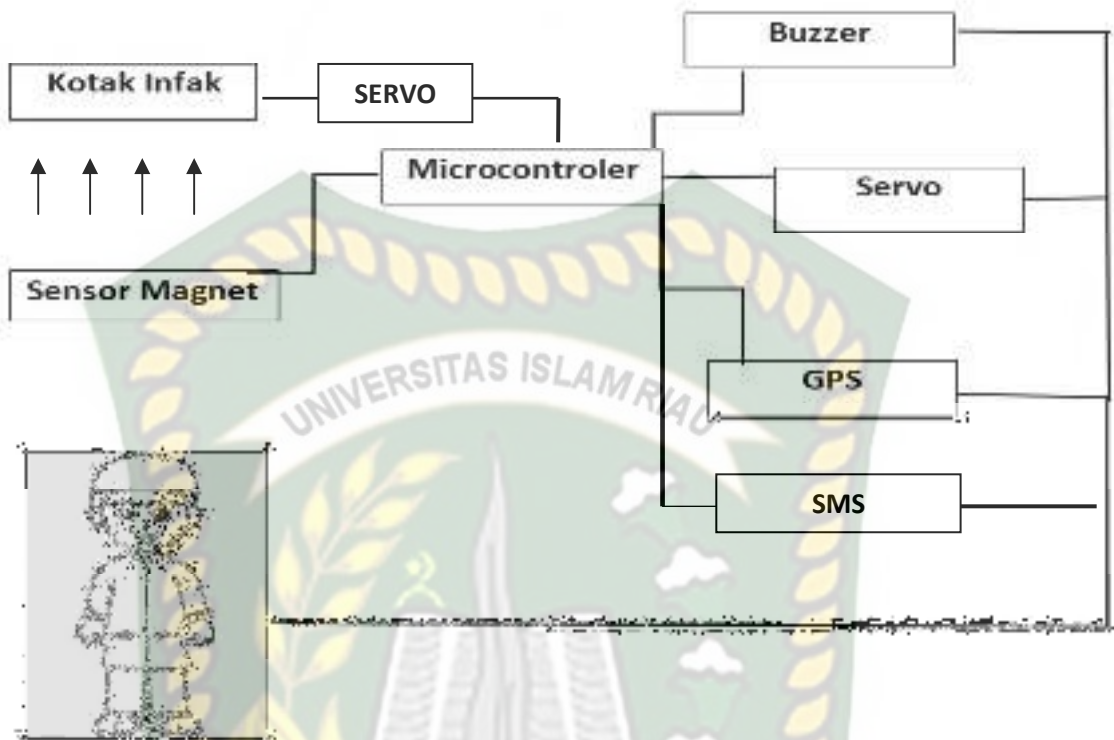 Buzzer
Kotak Infak
SERVO
Microcontroler
Servo
Sensor Magnet
UNIVERSITAS ISLAM RIAU
GPS
SMS